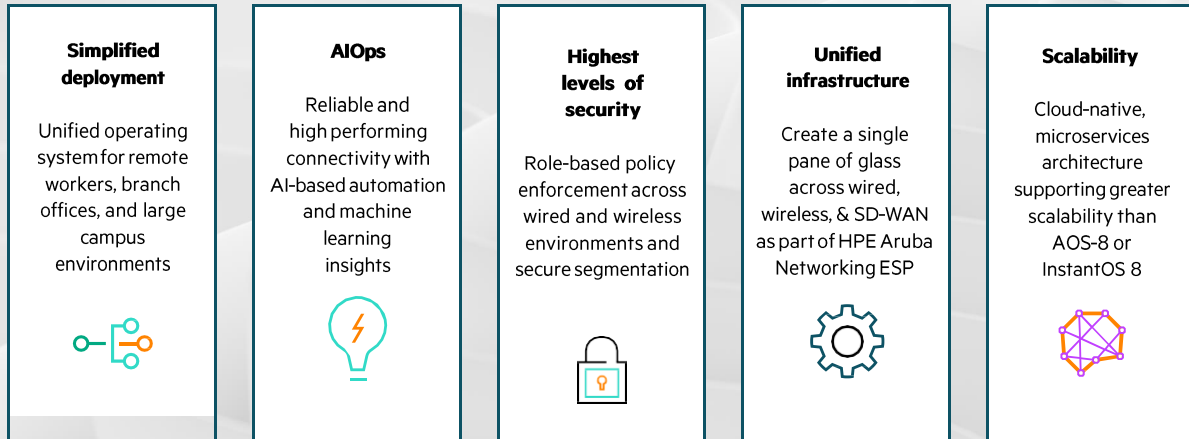 Simplified
deployment
Unified operating
system for remote
workers, branch
offices, and large
campus
environments
AIOps
Reliable and
high performing
connectivity with
AI-based automation
and machine
learning
insights
Highest
levels of
security
Role-based policy
enforcement across
wired and wireless
environments and
secure segmentation
Unified
infrastructure
Create a single
pane of glass
across wired,
wireless, & SD-WAN
as part of HPE Aruba
Networking ESP
Scalability
Cloud-native,
microservices
architecture
supporting greater
scalability than
AOS-8 or
InstantOS 8